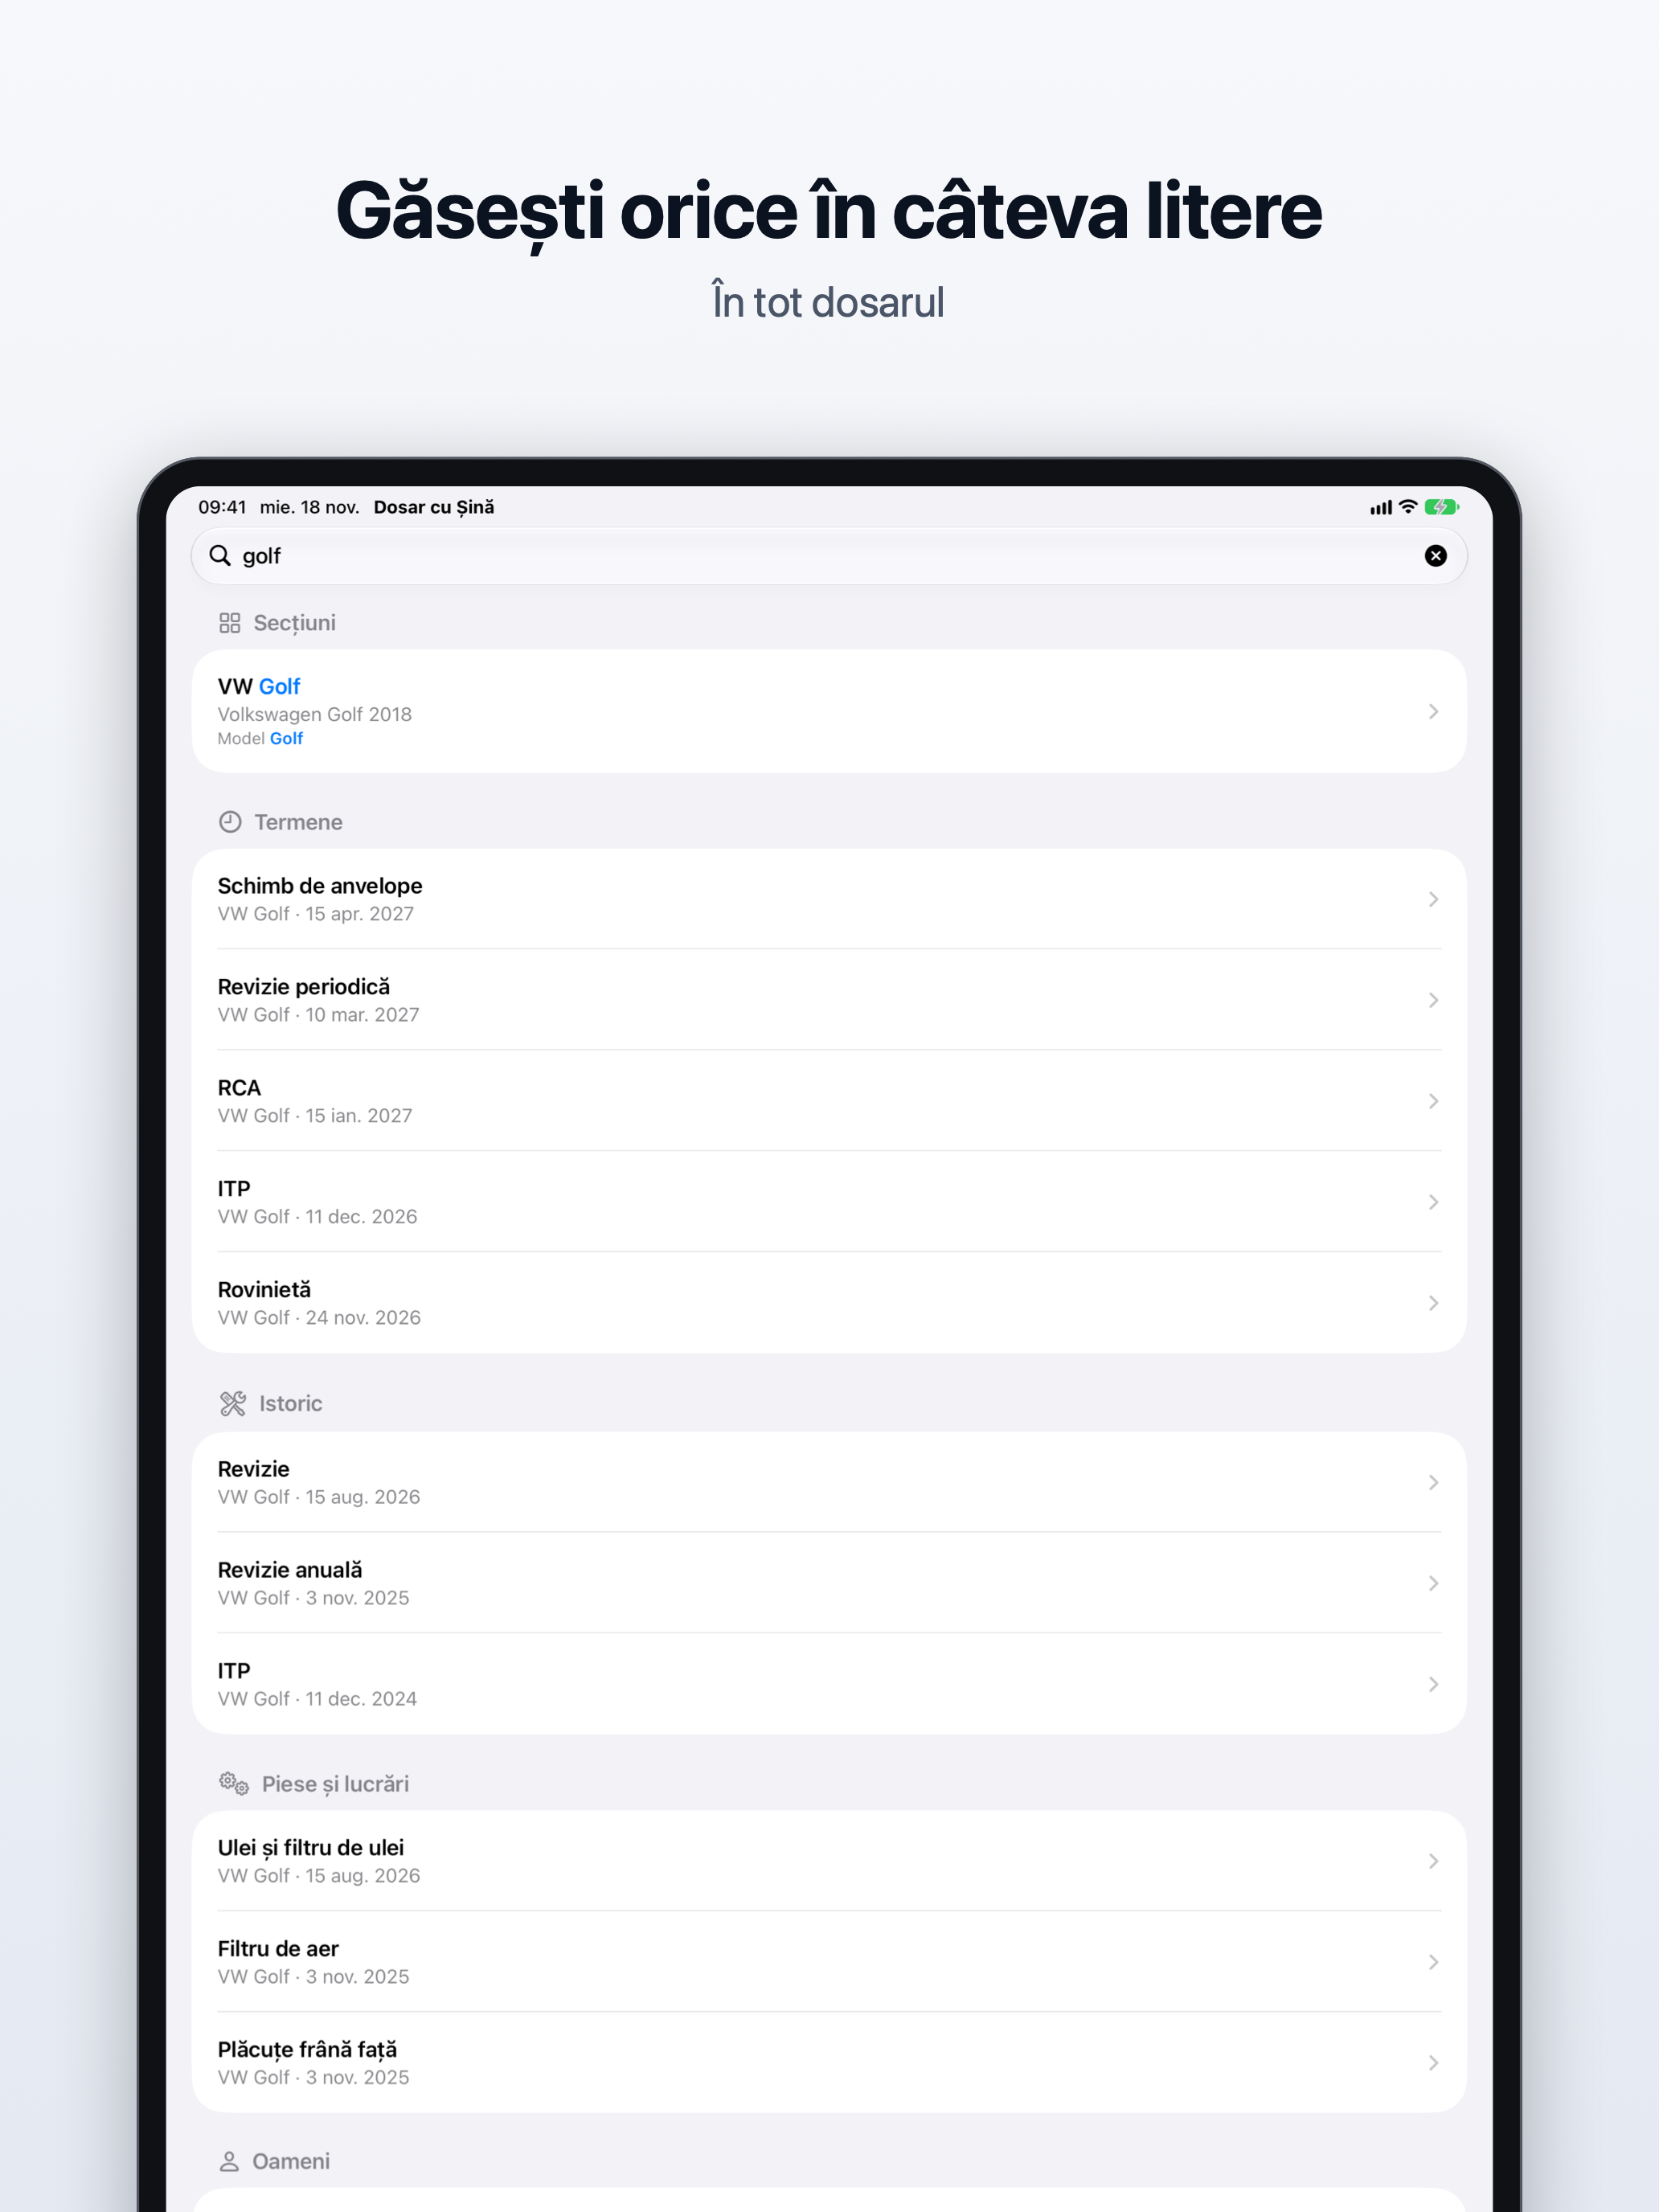 Găsești orice în câteva litere
În tot dosarul
09:41 mie. 18 nov. Dosar cu Șină
golf
Secțiuni
VW Golf
Volkswagen Golf 2018
Model Golf
Termene
Schimb de anvelope
VW Golf · 15 apr. 2027
Revizie periodică
VW Golf · 10 mar. 2027
RCA
VW Golf · 15 ian. 2027
ITP
VW Golf · 11 dec. 2026
Rovinietă
VW Golf · 24 nov. 2026
Istoric
Revizie
VW Golf · 15 aug. 2026
Revizie anuală
VW Golf · 3 nov. 2025
ITP
VW Golf · 11 dec. 2024
Piese și lucrări
Ulei și filtru de ulei
VW Golf · 15 aug. 2026
Filtru de aer
VW Golf · 3 nov. 2025
Plăcuțe frână față
VW Golf · 3 nov. 2025
Oameni